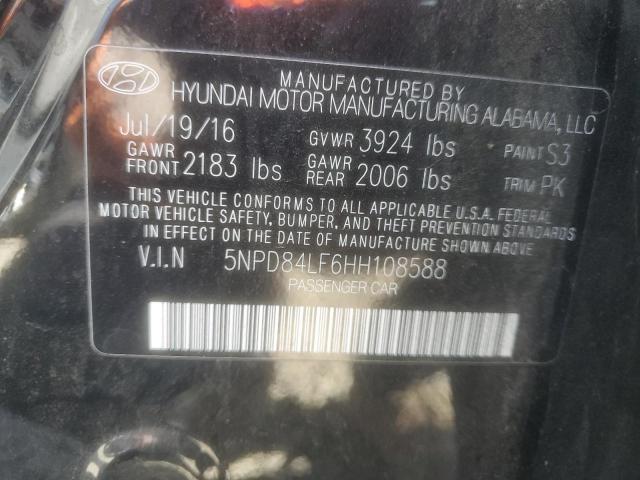 MANUFACTURED BY
HYUNDAI MOTOR MANUFACTURING ALABAMA, LLC
Jul/19/16 GVWR 3924 lbs PAINT S3
GAWR FRONT 2183 lbs GAWR REAR 2006 lbs TRIM PK
THIS VEHICLE CONFORMS TO ALL APPLICABLE U.S.A. FEDERAL
MOTOR VEHICLE SAFETY, BUMPER, AND THEFT PREVENTION STANDARDS
IN EFFECT ON THE DATE OF MANUFACTURE SHOWN ABOVE
V.I.N 5NPD84LF6HH108588
PASSENGER CAR